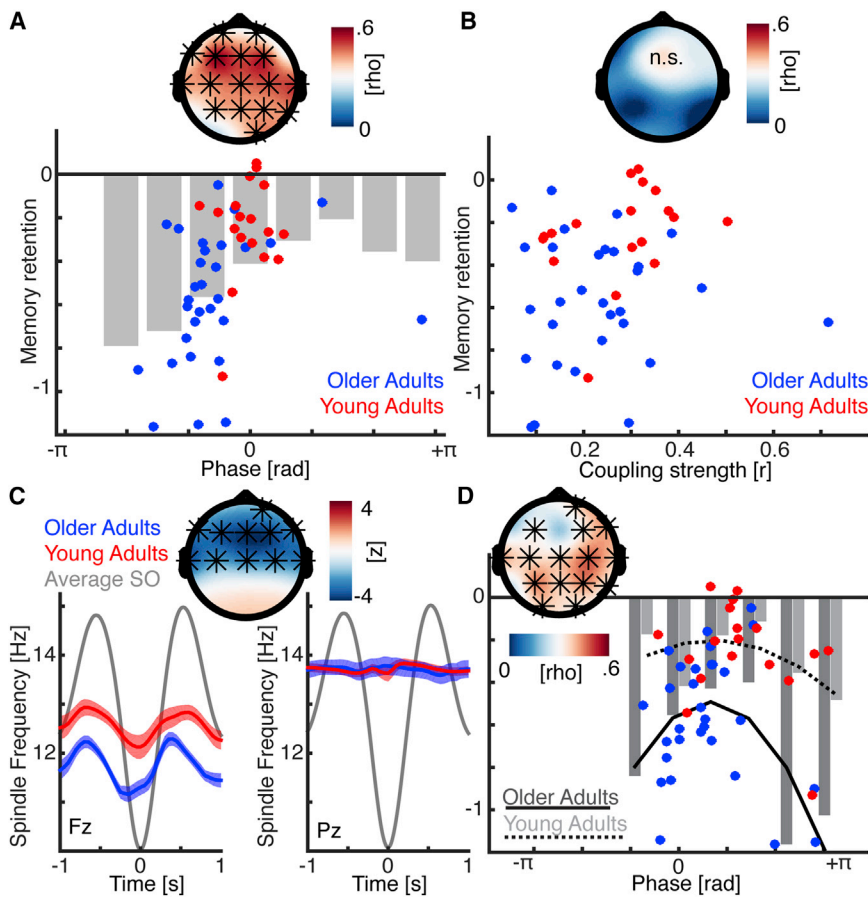 A
.6
[rho]
0
0
Memory retention
-1
Older Adults
Young Adults
-π
0
+π
Phase [rad]
B
n.s.
.6
[rho]
0
0
Memory retention
-1
Older Adults
Young Adults
0.2
0.4
0.6
Coupling strength [r]
C
Older Adults
Young Adults
Average SO
4
[z]
-4
Spindle Frequency [Hz]
14
12
Fz
-1
0
1
Time [s]
Spindle Frequency [Hz]
14
12
Pz
-1
0
1
Time [s]
D
0
.6
[rho]
0
-1
Older Adults
Young Adults
-π
0
+π
Phase [rad]